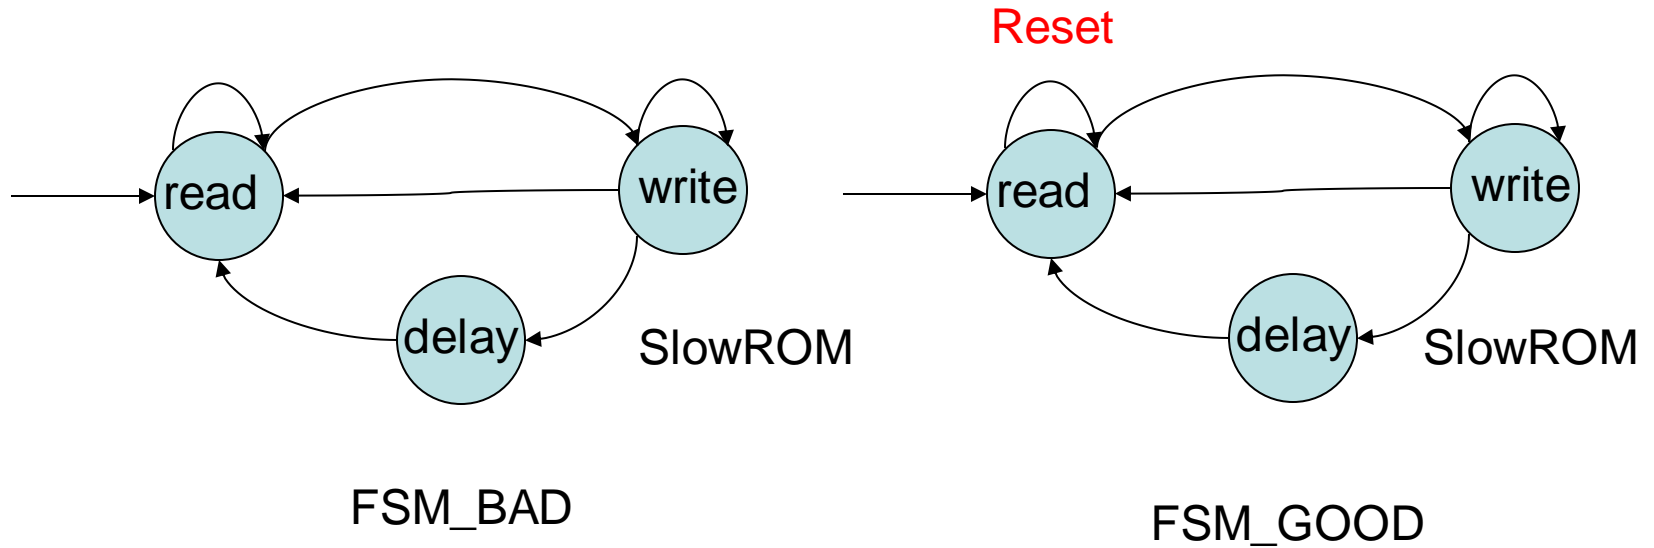 Reset
read
write
delay
SlowROM
FSM_BAD
read
write
delay
SlowROM
FSM_GOOD